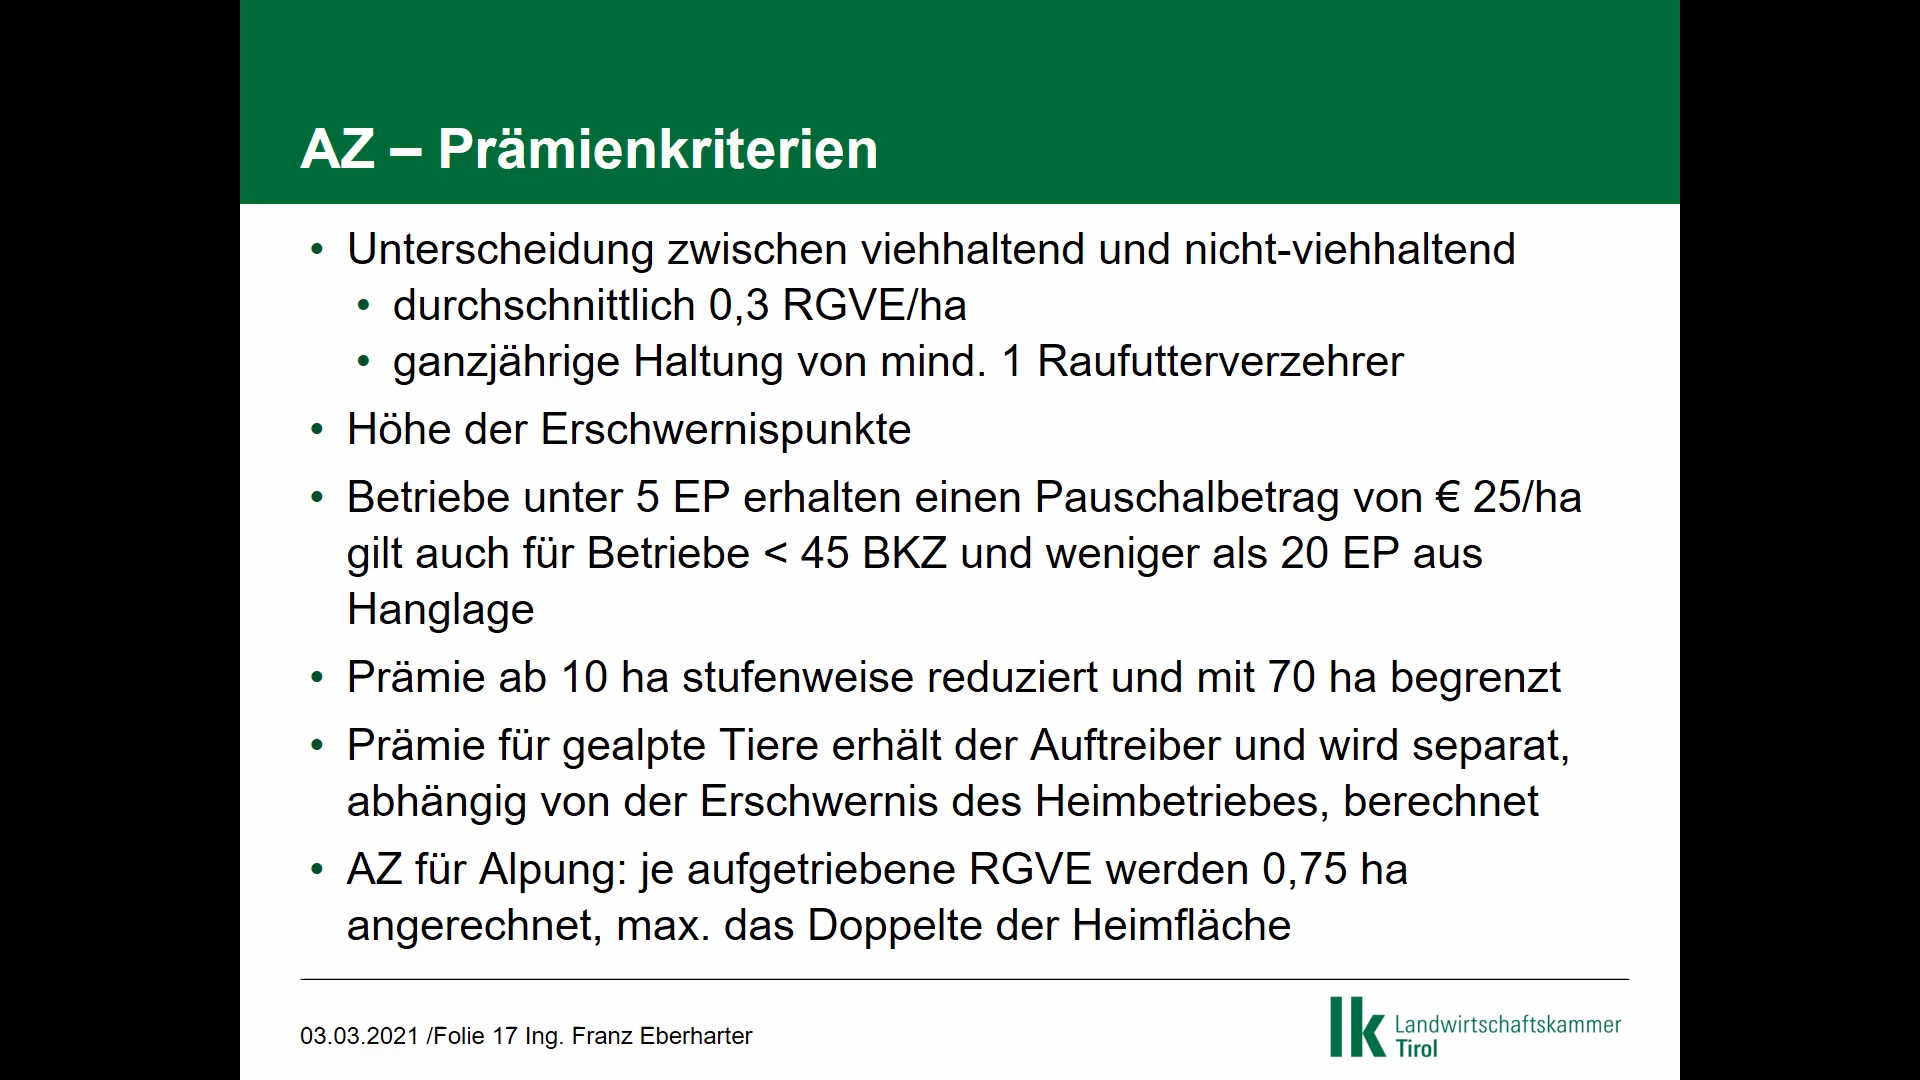 AZ – Prämienkriterien
• Unterscheidung zwischen viehhaltend und nicht-viehhaltend
• durchschnittlich 0,3 RGVE/ha
• ganzjährige Haltung von mind. 1 Raufutterverzehrer
• Höhe der Erschwernispunkte
• Betriebe unter 5 EP erhalten einen Pauschalbetrag von € 25/ha
gilt auch für Betriebe < 45 BKZ und weniger als 20 EP aus
Hanglage
• Prämie ab 10 ha stufenweise reduziert und mit 70 ha begrenzt
• Prämie für gealpte Tiere erhält der Auftreiber und wird separat,
abhängig von der Erschwernis des Heimbetriebes, berechnet
• AZ für Alpung: je aufgetriebene RGVE werden 0,75 ha
angerechnet, max. das Doppelte der Heimfläche
03.03.2021 /Folie 17 Ing. Franz Eberharter
lk Landwirtschaftskammer
Tirol